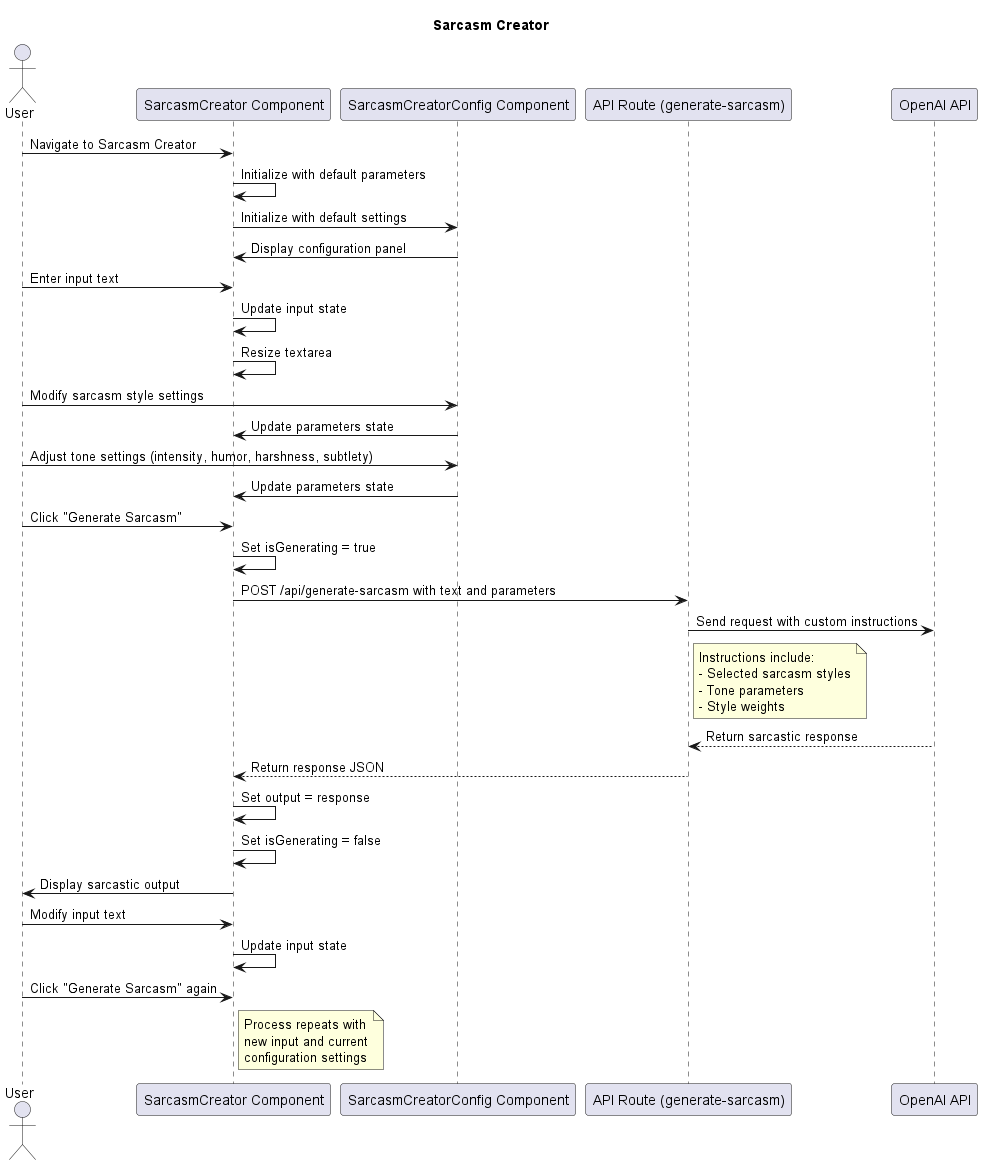 Sarcasm Creator
User
SarcasmCreator Component
SarcasmCreatorConfig Component
API Route (generate-sarcasm)
OpenAI API
Navigate to Sarcasm Creator
Initialize with default parameters
Initialize with default settings
Display configuration panel
Enter input text
Update input state
Resize textarea
Modify sarcasm style settings
Update parameters state
Adjust tone settings (intensity, humor, harshness, subtlety)
Update parameters state
Click "Generate Sarcasm"
Set isGenerating = true
POST /api/generate-sarcasm with text and parameters
Send request with custom instructions
Instructions include:
- Selected sarcasm styles
- Tone parameters
- Style weights
Return sarcastic response
Return response JSON
Set output = response
Set isGenerating = false
Display sarcastic output
Modify input text
Update input state
Click "Generate Sarcasm" again
Process repeats with
new input and current
configuration settings
User
SarcasmCreator Component
SarcasmCreatorConfig Component
API Route (generate-sarcasm)
OpenAI API